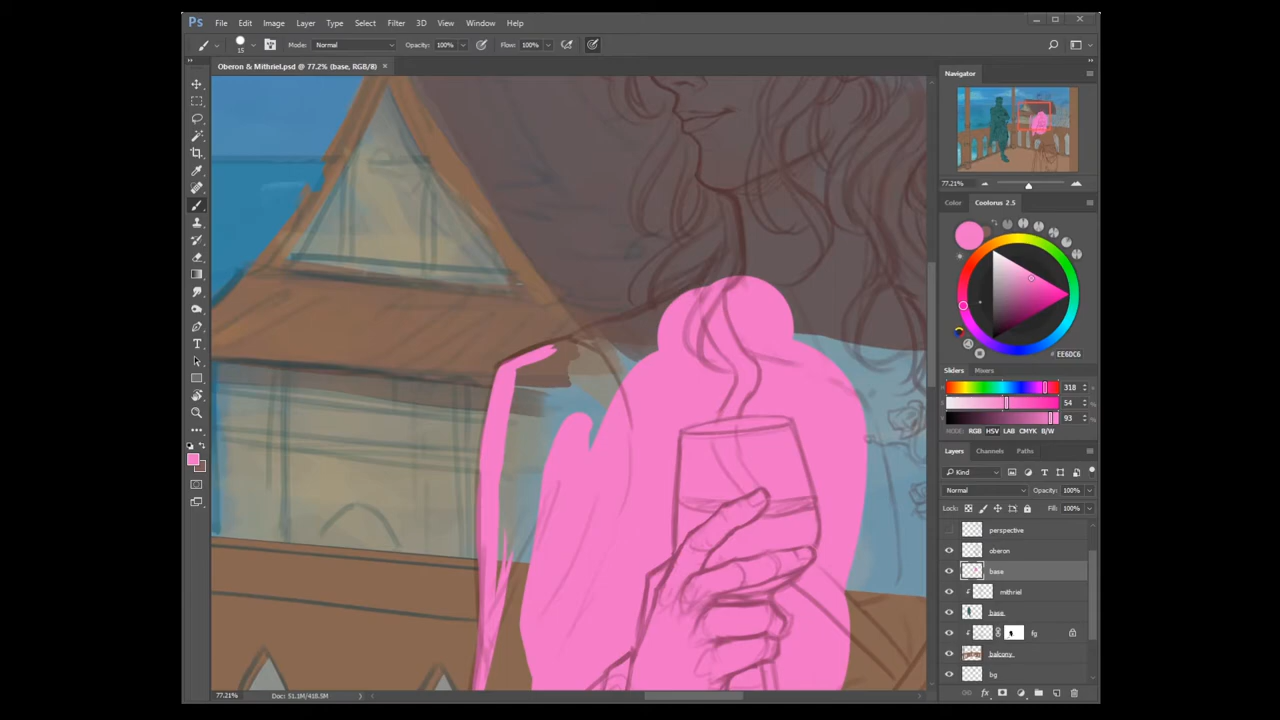 Ps File Edit Image Layer Type Select Filter 3D View Window Help
15 Mode: Normal Opacity: 100% Flow: 100%
Oberon & Mithriel.psd @ 77.2% (base, RGB/8) ×
Navigator
77.21%
Color Coolorus 2.5
EE60C6
Sliders Mixers
H 318
S 54
V 93
MODE: RGB HSV LAB CMYK B/W
Layers Channels Paths
Kind
Normal Opacity: 100%
Lock: Fill: 100%
perspective
oberon
base
mithriel
base
fg
balcony
bg
77.21% Doc: 51.1M/418.5M